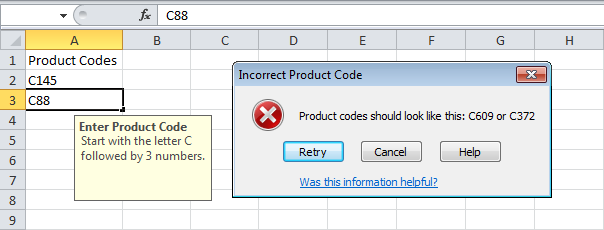 fx C88
A B C D E F G H
1 Product Codes
2 C145
3 C88
4
5
6
7
8
9
Enter Product Code
Start with the letter C
followed by 3 numbers.
Incorrect Product Code
Product codes should look like this: C609 or C372
Retry Cancel Help
Was this information helpful?